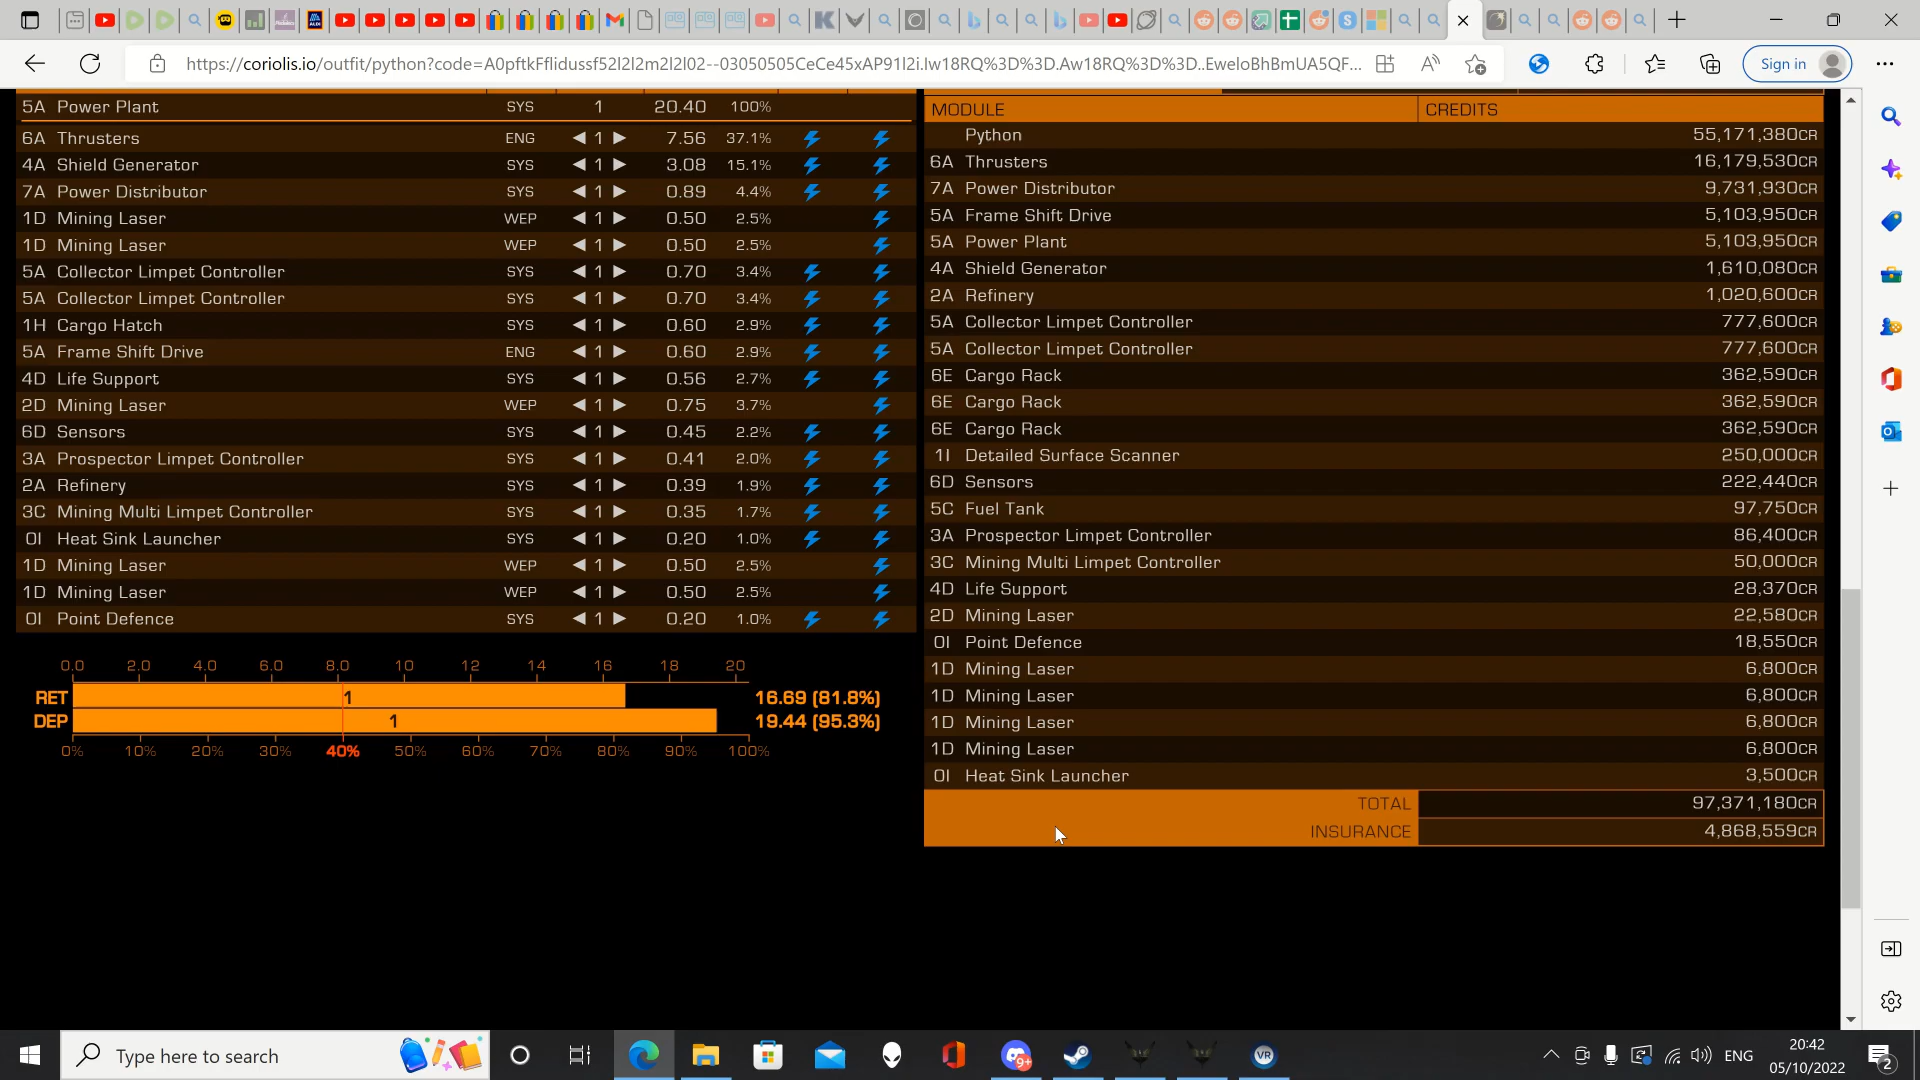 https://coriolis.io/outfit/python?code=A0pftkFflidussf52l2l2m2l2l02--03050505CeCe45xAP91l2i.Iw18RQ%3D%3D.Aw18RQ%3D%3D..EweloBhBmUA5QF...
Sign in
5A Power Plant SYS 1 20.40 100%
6A Thrusters ENG ◀ 1 ▶ 7.56 37.1%
4A Shield Generator SYS ◀ 1 ▶ 3.08 15.1%
7A Power Distributor SYS ◀ 1 ▶ 0.89 4.4%
1D Mining Laser WEP ◀ 1 ▶ 0.50 2.5%
1D Mining Laser WEP ◀ 1 ▶ 0.50 2.5%
5A Collector Limpet Controller SYS ◀ 1 ▶ 0.70 3.4%
5A Collector Limpet Controller SYS ◀ 1 ▶ 0.70 3.4%
1H Cargo Hatch SYS ◀ 1 ▶ 0.60 2.9%
5A Frame Shift Drive ENG ◀ 1 ▶ 0.60 2.9%
4D Life Support SYS ◀ 1 ▶ 0.56 2.7%
2D Mining Laser WEP ◀ 1 ▶ 0.75 3.7%
6D Sensors SYS ◀ 1 ▶ 0.45 2.2%
3A Prospector Limpet Controller SYS ◀ 1 ▶ 0.41 2.0%
2A Refinery SYS ◀ 1 ▶ 0.39 1.9%
3C Mining Multi Limpet Controller SYS ◀ 1 ▶ 0.35 1.7%
0I Heat Sink Launcher SYS ◀ 1 ▶ 0.20 1.0%
1D Mining Laser WEP ◀ 1 ▶ 0.50 2.5%
1D Mining Laser WEP ◀ 1 ▶ 0.50 2.5%
0I Point Defence SYS ◀ 1 ▶ 0.20 1.0%
0.0 2.0 4.0 6.0 8.0 10 12 14 16 18 20
RET 1 16.69 (81.8%)
DEP 1 19.44 (95.3%)
0% 10% 20% 30% 40% 50% 60% 70% 80% 90% 100%
MODULE CREDITS
Python 55,171,380CR
6A Thrusters 16,179,530CR
7A Power Distributor 9,731,930CR
5A Frame Shift Drive 5,103,950CR
5A Power Plant 5,103,950CR
4A Shield Generator 1,610,080CR
2A Refinery 1,020,600CR
5A Collector Limpet Controller 777,600CR
5A Collector Limpet Controller 777,600CR
6E Cargo Rack 362,590CR
6E Cargo Rack 362,590CR
6E Cargo Rack 362,590CR
1I Detailed Surface Scanner 250,000CR
6D Sensors 222,440CR
5C Fuel Tank 97,750CR
3A Prospector Limpet Controller 86,400CR
3C Mining Multi Limpet Controller 50,000CR
4D Life Support 28,370CR
2D Mining Laser 22,580CR
0I Point Defence 18,550CR
1D Mining Laser 6,800CR
1D Mining Laser 6,800CR
1D Mining Laser 6,800CR
1D Mining Laser 6,800CR
0I Heat Sink Launcher 3,500CR
TOTAL 97,371,180CR
INSURANCE 4,868,559CR
Type here to search
9+
VR
ENG
20:42
05/10/2022
2